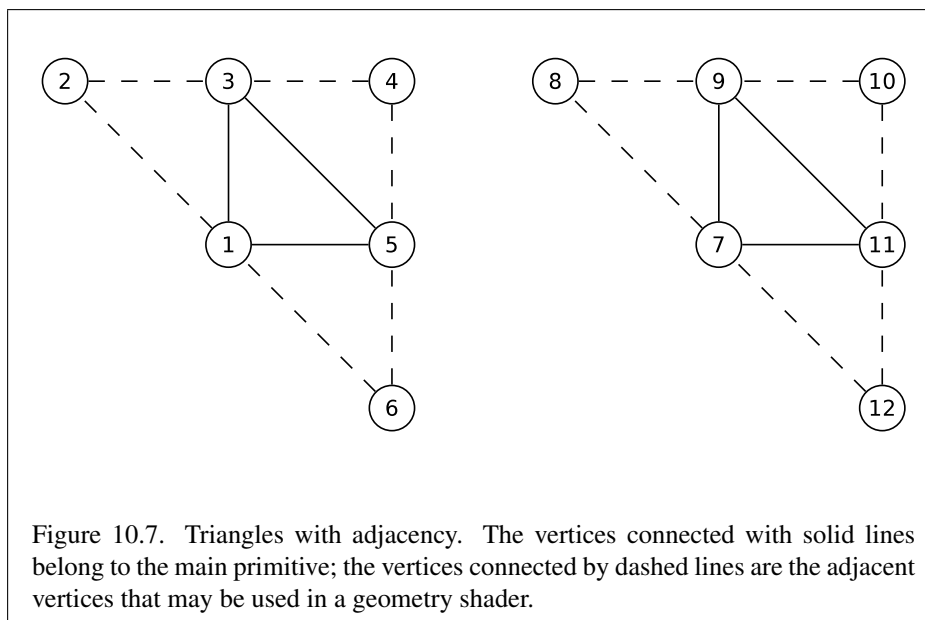 2 3 4 8 9 10
1 5 7 11
6 12
Figure 10.7. Triangles with adjacency. The vertices connected with solid lines
belong to the main primitive; the vertices connected by dashed lines are the adjacent
vertices that may be used in a geometry shader.